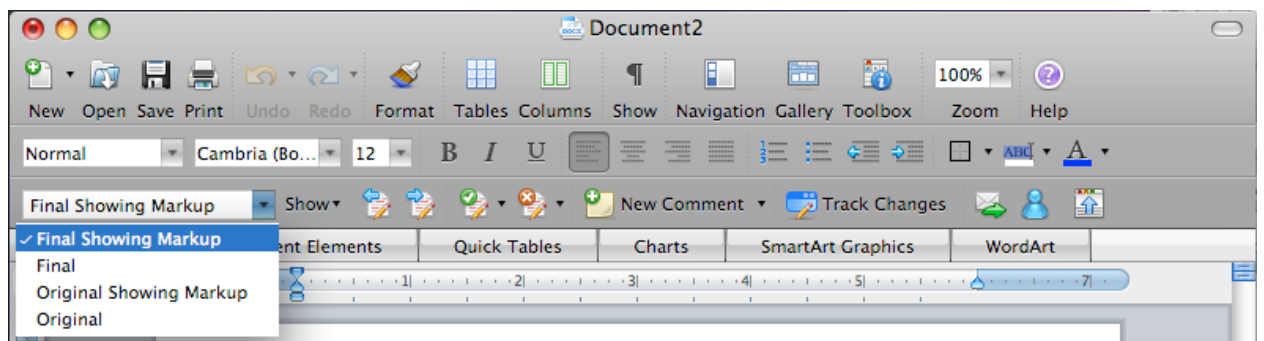 Document2
100%
New Open Save Print Undo Redo Format Tables Columns Show Navigation Gallery Toolbox Zoom Help
Normal Cambria (Bo... 12 B I U ABC A
Final Showing Markup Show New Comment Track Changes
✓ Final Showing Markup
ent Elements Quick Tables Charts SmartArt Graphics WordArt
Final
Original Showing Markup
Original
1 2 3 4 5 7